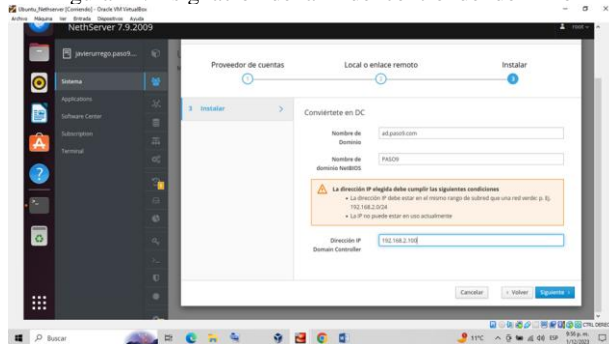 Ubuntu_Nethserver [Corriendo] - Oracle VM VirtualBox
Archivo Máquina Ver Entrada Dispositivos Ayuda
NethServer 7.9.2009
root
javierurrego.paso9....
Sistema
Applications
Software Center
Subscription
Terminal
Proveedor de cuentas
Local o enlace remoto
Instalar
1
2
3
3 Instalar >
Conviértete en DC
Nombre de Dominio
ad.paso9.com
Nombre de dominio NetBIOS
PASO9
La dirección IP elegida debe cumplir las siguientes condiciones
• La dirección IP debe estar en el mismo rango de subred que una red verde: p. Ej. 192.168.2.0/24
• La IP no puede estar en uso actualmente
Dirección IP Domain Controller
192.168.2.100
Cancelar
< Volver
Siguiente >
CTRL DERECHA
Buscar
11°C
ESP
1/12/2023